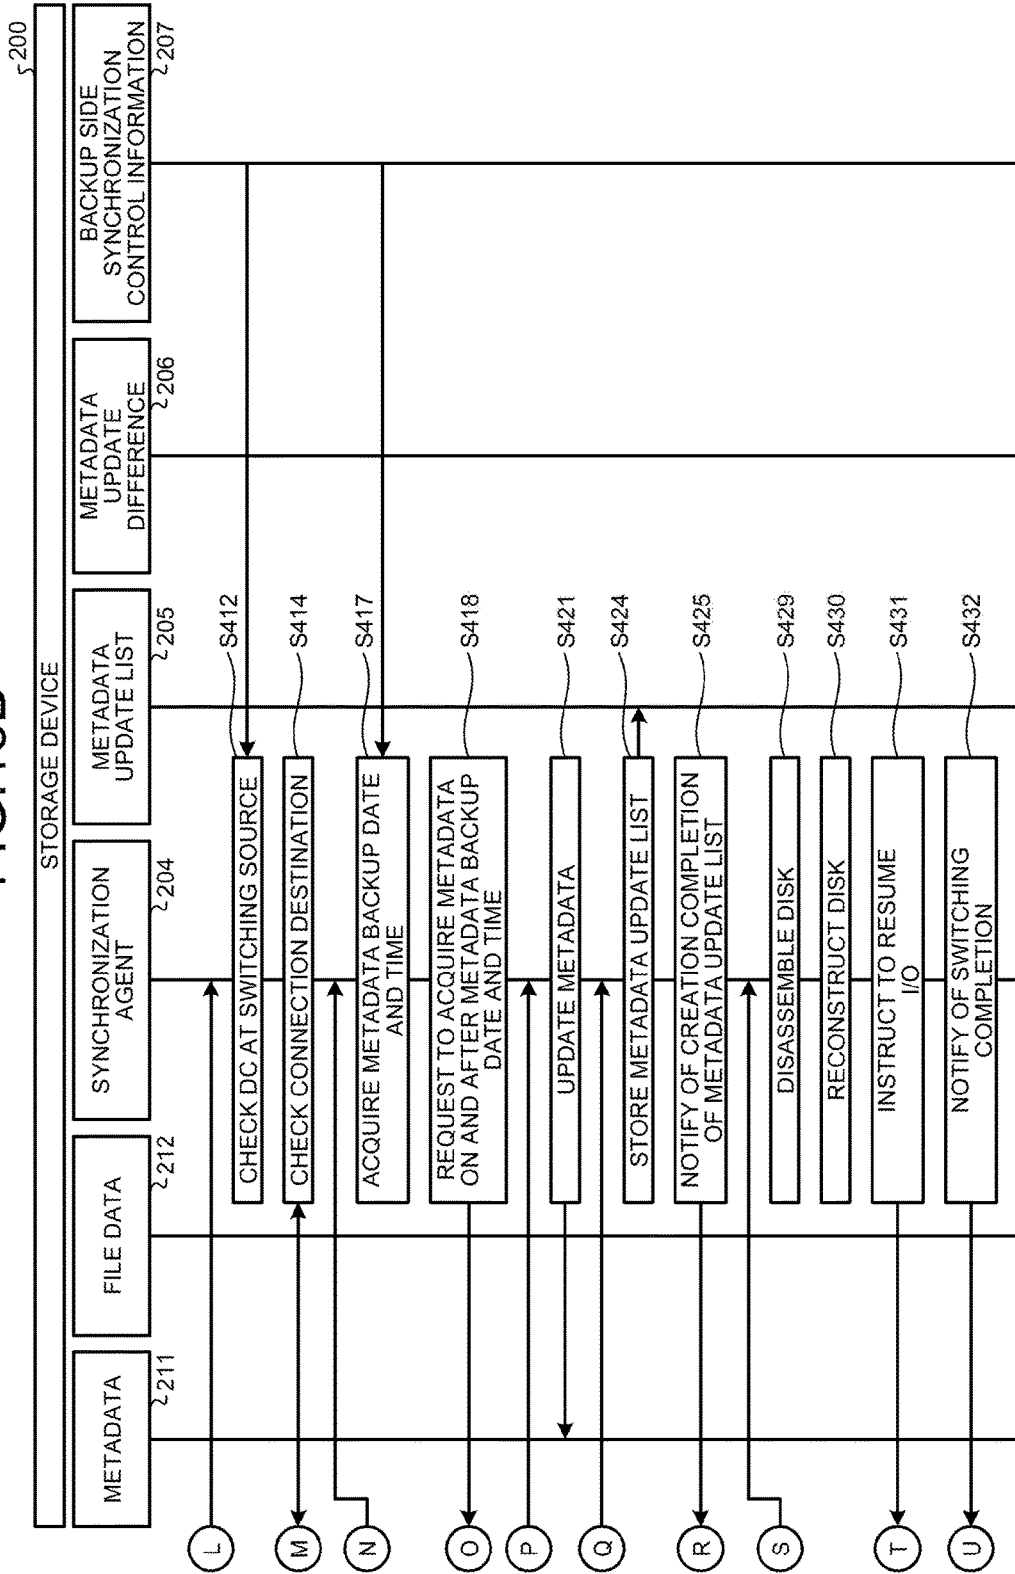 STORAGE DEVICE
200
METADATA
211
FILE DATA
212
SYNCHRONIZATION
AGENT
204
METADATA
UPDATE LIST
205
METADATA
UPDATE
DIFFERENCE
206
BACKUP SIDE
SYNCHRONIZATION
CONTROL INFORMATION
207
L
CHECK DC AT SWITCHING SOURCE
S412
M
CHECK CONNECTION DESTINATION
S414
N
ACQUIRE METADATA BACKUP DATE
AND TIME
S417
O
REQUEST TO ACQUIRE METADATA
ON AND AFTER METADATA BACKUP
DATE AND TIME
S418
P
UPDATE METADATA
S421
Q
STORE METADATA UPDATE LIST
S424
R
NOTIFY OF CREATION COMPLETION
OF METADATA UPDATE LIST
S425
S
DISASSEMBLE DISK
S429
RECONSTRUCT DISK
S430
T
INSTRUCT TO RESUME
I/O
S431
U
NOTIFY OF SWITCHING
COMPLETION
S432